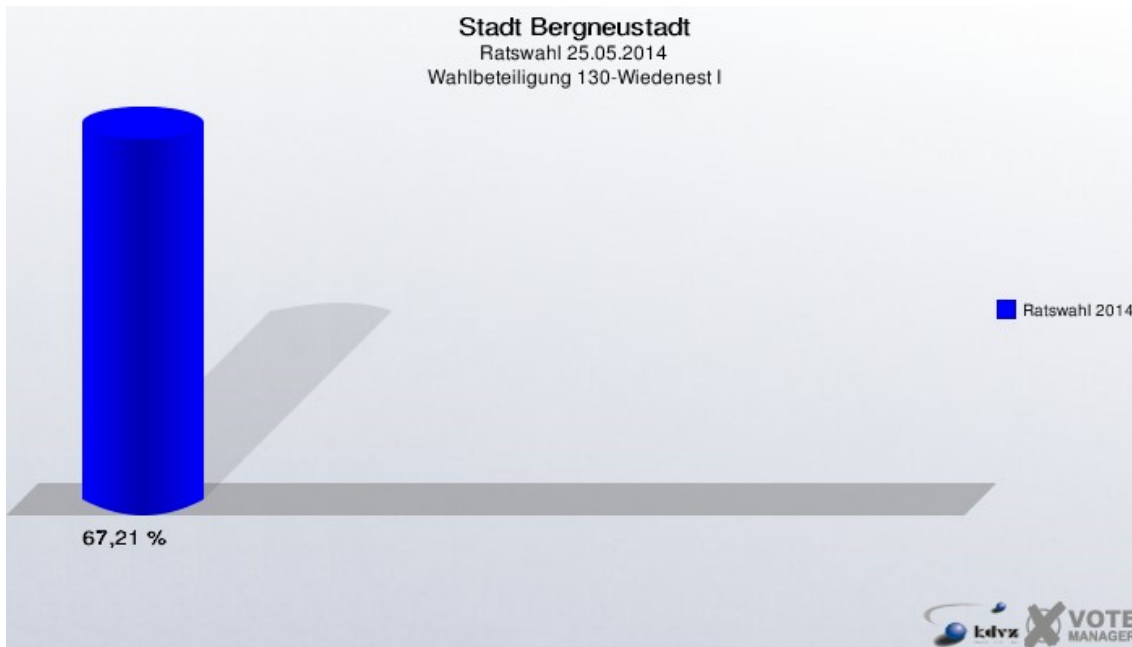 Stadt Bergneustadt
Ratswahl 25.05.2014
Wahlbeteiligung 130-Wiedenest I
Ratswahl 2014
67,21 %
kdvz
VOTE
MANAGER